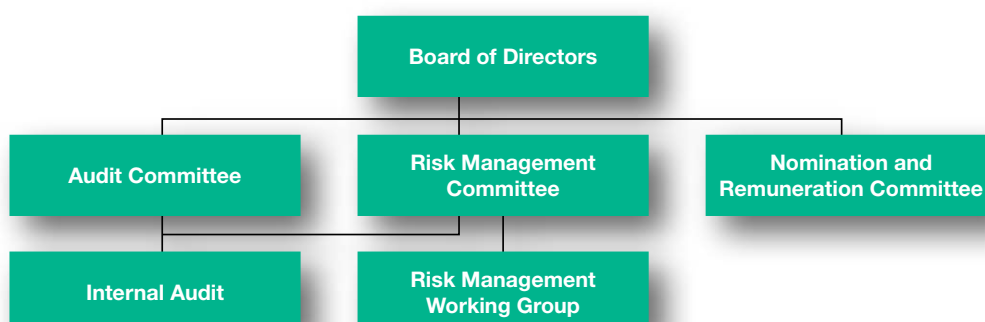 Board of Directors
Audit Committee
Risk Management
Committee
Nomination and
Remuneration Committee
Internal Audit
Risk Management
Working Group